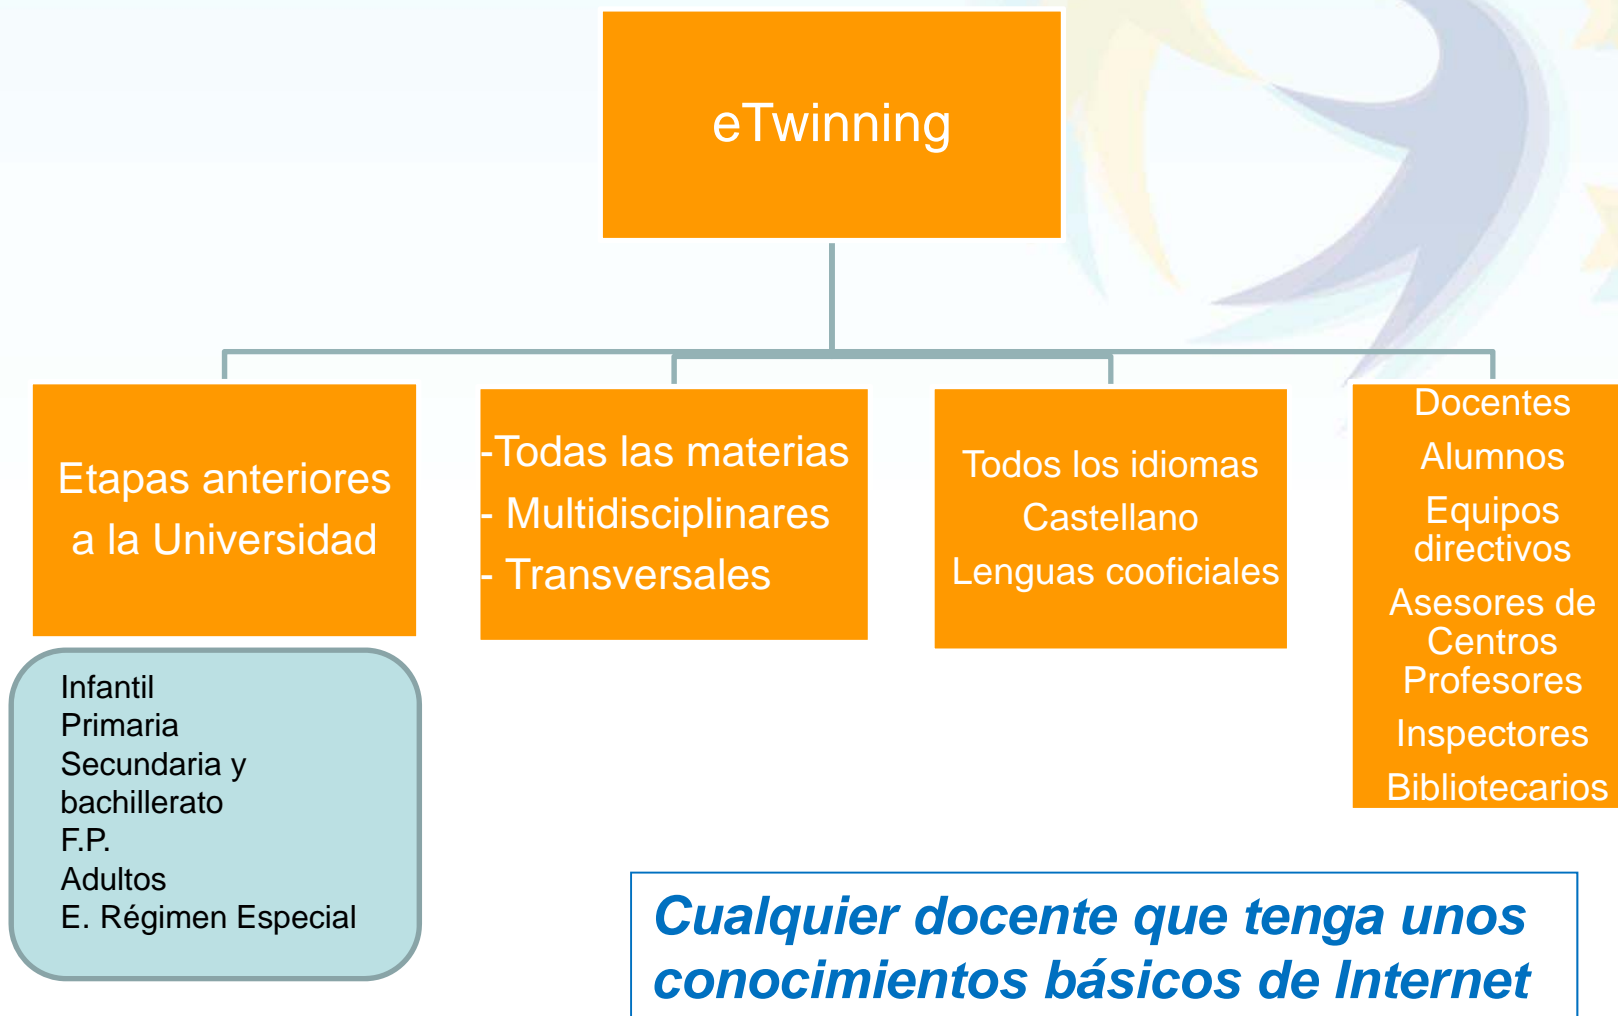 eTwinning
Etapas anteriores
a la Universidad
-Todas las materias
- Multidisciplinares
- Transversales
Todos los idiomas
Castellano
Lenguas cooficiales
Docentes
Alumnos
Equipos
directivos
Asesores de
Centros
Profesores
Inspectores
Bibliotecarios
Infantil
Primaria
Secundaria y
bachillerato
F.P.
Adultos
E. Régimen Especial
Cualquier docente que tenga unos
conocimientos básicos de Internet